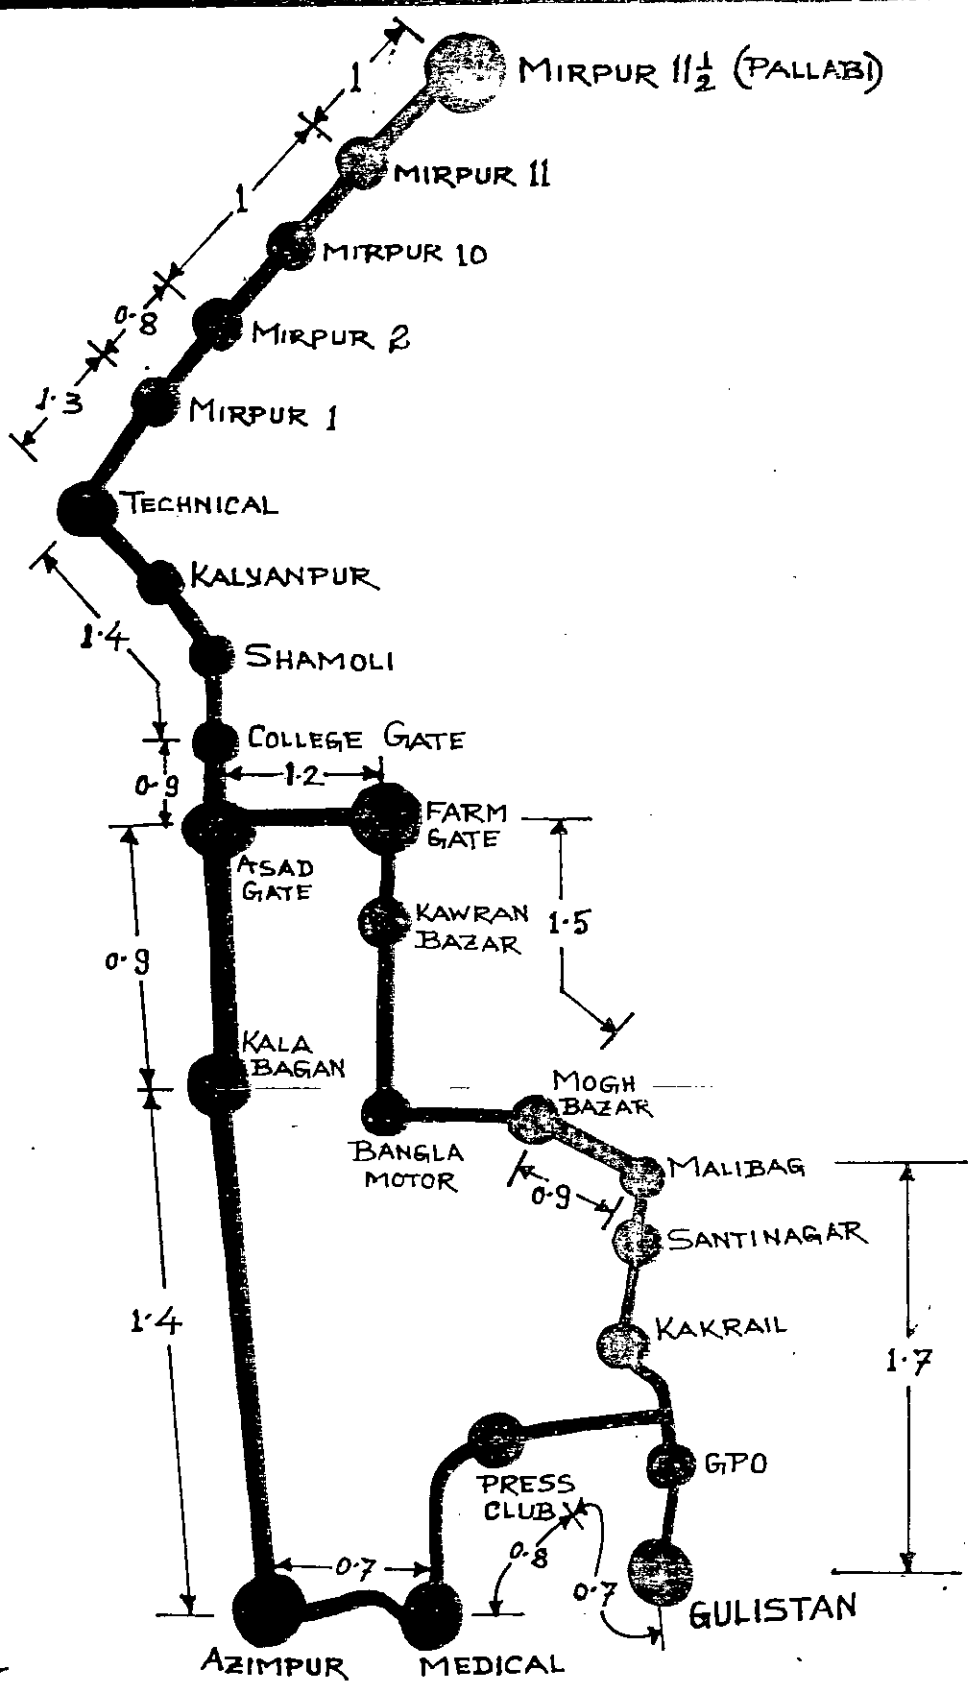 MIRPUR 11½ (PALLABI)
1
MIRPUR 11
1
MIRPUR 10
0.8
MIRPUR 2
1.3
MIRPUR 1
TECHNICAL
KALYANPUR
1.4
SHAMOLI
COLLEGE GATE
1.2
0.9
FARM
GATE
ASAD
GATE
KAWRAN
BAZAR
1.5
0.9
KALA
BAGAN
MOGH
BAZAR
BANGLA
MOTOR
MALIBAG
0.9
SANTINAGAR
1.4
KAKRAIL
1.7
GPO
PRESS
CLUB
0.8
0.7
0.7
GULISTAN
AZIMPUR
MEDICAL